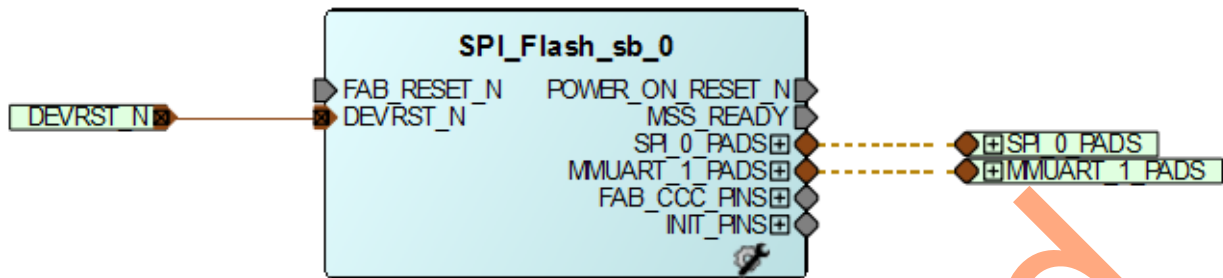 SPI_Flash_sb_0
FAB_RESET_N POWER_ON_RESET_N
DEVRST_N DEVRST_N MSS_READY
SPI_0_PADS SPI_0_PADS
MMUART_1_PADS MMUART_1_PADS
FAB_CCC_PINS
INIT_PINS